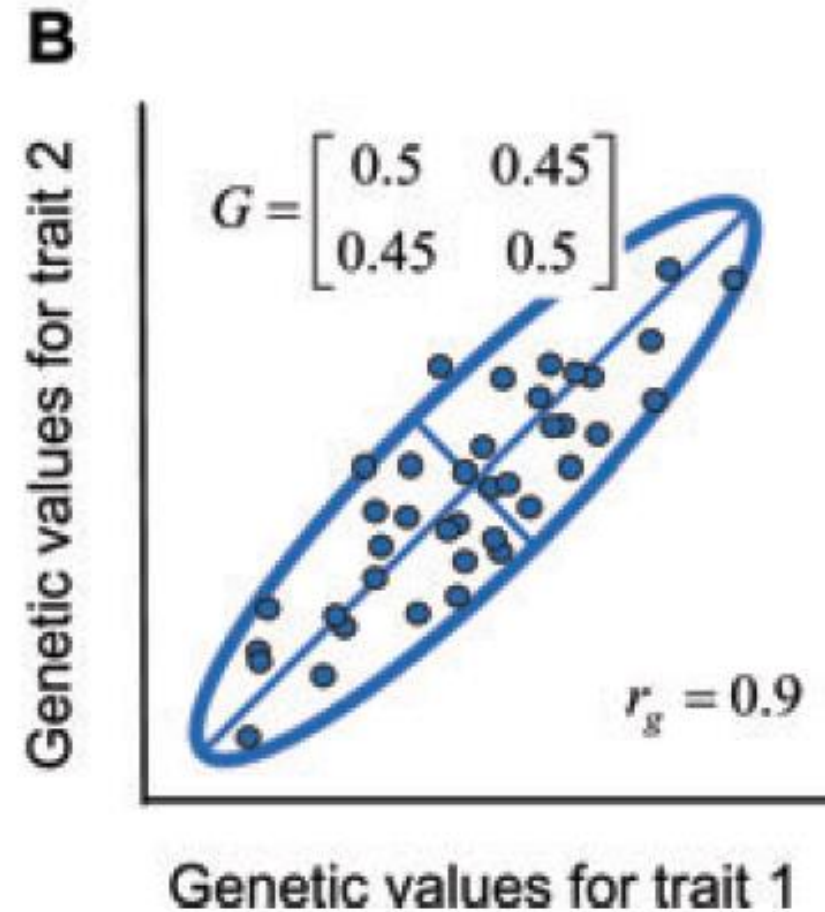 B
Genetic values for trait 2
G = [ 0.5 0.45
0.45 0.5 ]
r_g = 0.9
Genetic values for trait 1